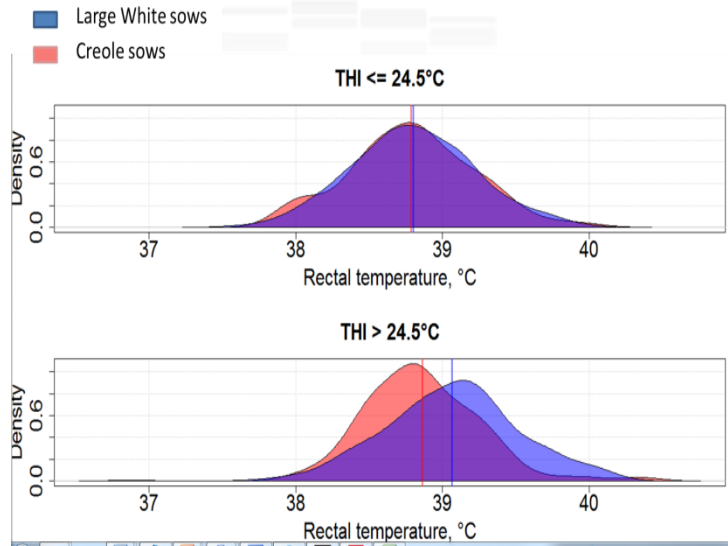 Large White sows
Creole sows
THI <= 24.5°C
Density
0.0 0.6
37 38 39 40
Rectal temperature, °C
THI > 24.5°C
Density
0.0 0.6
37 38 39 40
Rectal temperature, °C